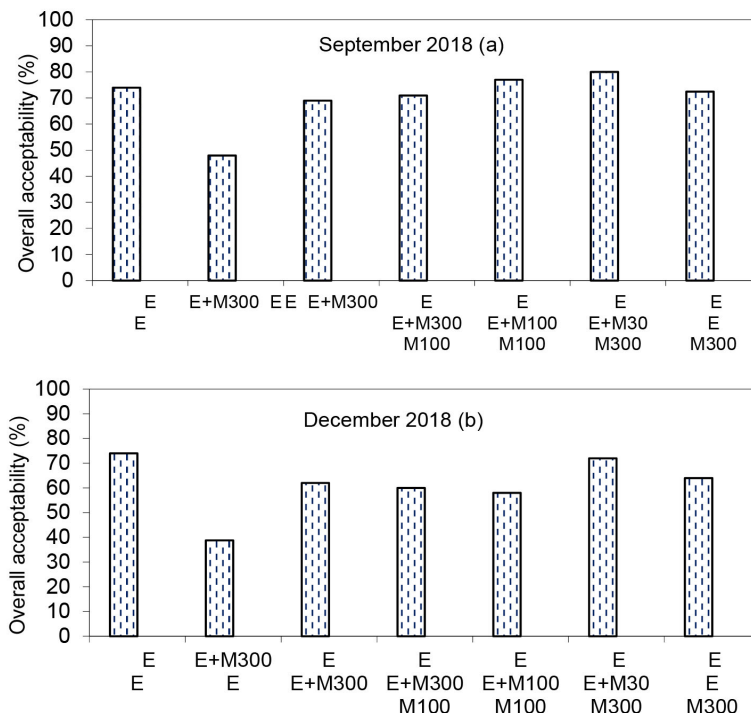 100
90
80
70
60
50
40
30
20
10
0
Overall acceptability (%)
September 2018 (a)
E E+M300 E E E+M300 E E E E
E E+M300 E+M100 E+M30 E
M100 M100 M300 M300
100
90
80
70
60
50
40
30
20
10
0
Overall acceptability (%)
December 2018 (b)
E E+M300 E E E E E
E E E+M300 E+M300 E+M100 E+M30 E
M100 M100 M300 M300